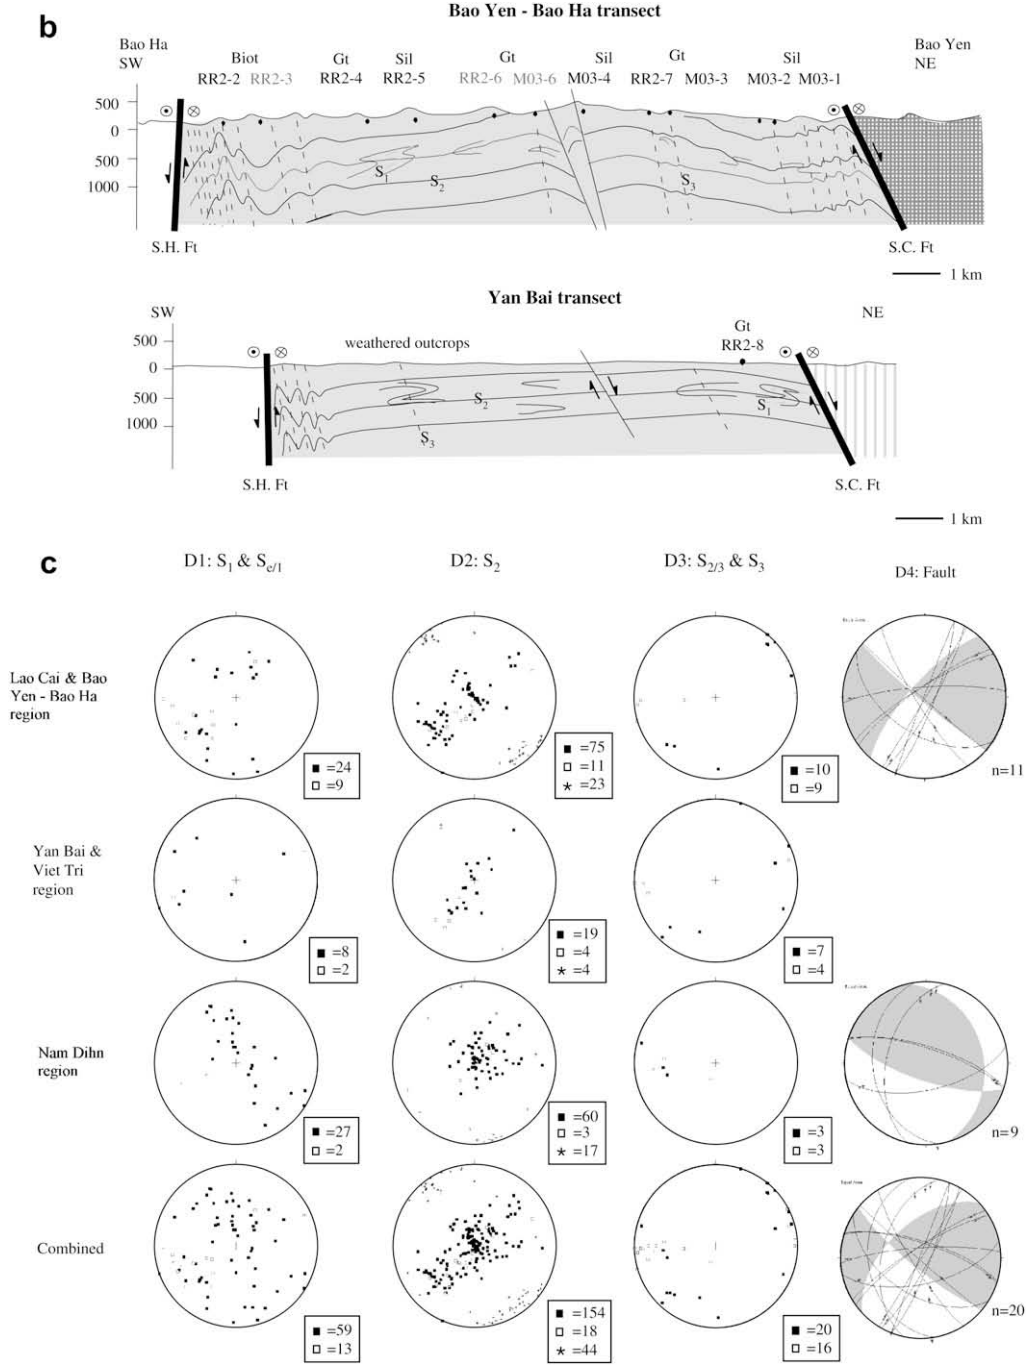 b
Bao Yen - Bao Ha transect
Bao Ha
SW
Biot
Gt
Sil
Gt
Sil
Gt
Sil
Bao Yen
NE
RR2-2 RR2-3 RR2-4 RR2-5 RR2-6 M03-6 M03-4 RR2-7 M03-3 M03-2 M03-1
500
0
500
1000
S1
S2
S3
S.H. Ft
S.C. Ft
1 km
Yan Bai transect
SW
NE
Gt
RR2-8
weathered outcrops
500
0
500
1000
S2
S1
S3
S.H. Ft
S.C. Ft
1 km
c
D1: S1 & Se/1
D2: S2
D3: S2/3 & S3
D4: Fault
Lao Cai & Bao
Yen - Bao Ha
region
=24
=9
=75
=11
=23
=10
=9
n=11
Yan Bai &
Viet Tri
region
=8
=2
=19
=4
=4
=7
=4
Nam Dihn
region
=27
=2
=60
=3
=17
=3
=3
n=9
Combined
=59
=13
=154
=18
=44
=20
=16
n=20